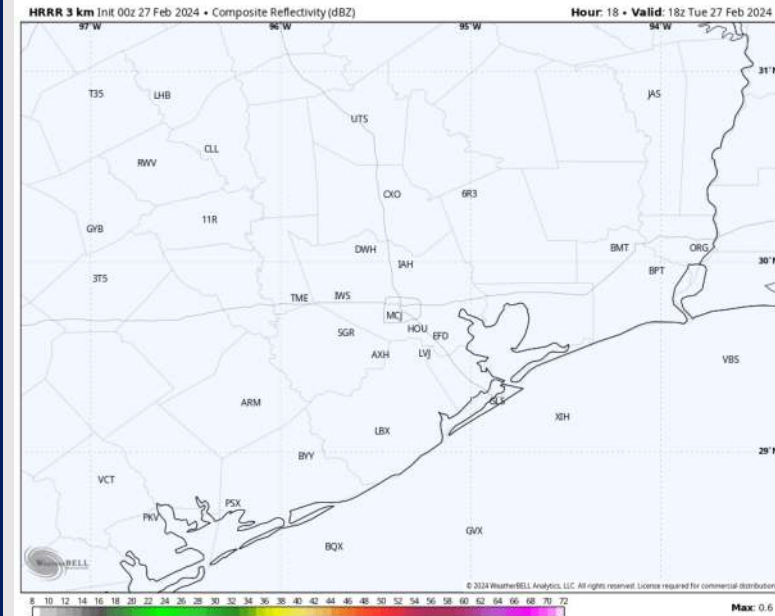 HRRR 3 km Init 00z 27 Feb 2024 • Composite Reflectivity (dBZ) Hour: 18 • Valid: 18z Tue 27 Feb 2024
97°W 96°W 95°W 94°W
31°N
T35 LHB JAS
UTS
CLL
RWV
CXO 6R3
11R
GYB
DWH BMT ORG
IAH 30°N
3T5 BPT
TME IWS
MCJ
SGR HOU EFD
AXH LVJ VBS
ARM GLS
XIH
LBX
BYY 29°N
VCT
PSX
PKV
GVX
BQX
WEATHERBELL
© 2024 WeatherBELL Analytics, LLC. All rights reserved. License required for commercial distribution
8 10 12 14 16 18 20 22 24 26 28 30 32 34 36 38 40 42 44 46 48 50 52 54 56 58 60 62 64 66 68 70 72
Max: 0.6